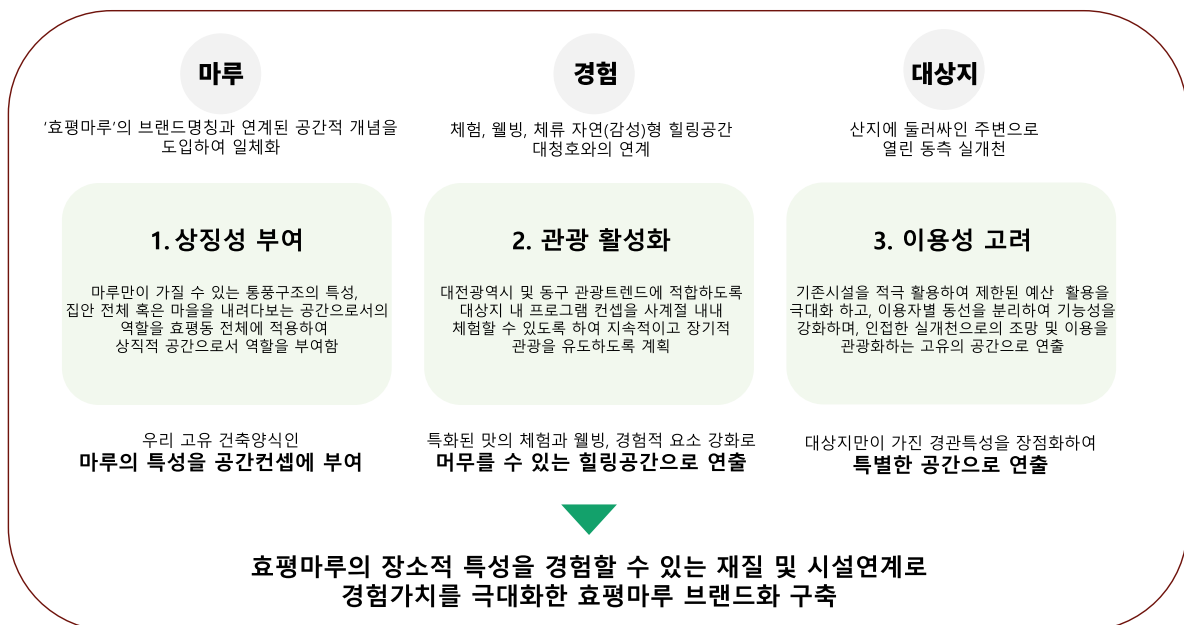 마루
'효평마루'의 브랜드명칭과 연계된 공간적 개념을
도입하여 일체화
1. 상징성 부여
마루만이 가질 수 있는 통풍구조의 특성,
집안 전체 혹은 마을을 내려다보는 공간으로서의
역할을 효평동 전체에 적용하여
상직적 공간으로서 역할을 부여함
우리 고유 건축양식인
마루의 특성을 공간컨셉에 부여
경험
체험, 웰빙, 체류 자연(감성)형 힐링공간
대청호와의 연계
2. 관광 활성화
대전광역시 및 동구 관광트렌드에 적합하도록
대상지 내 프로그램 컨셉을 사계절 내내
체험할 수 있도록 하여 지속적이고 장기적
관광을 유도하도록 계획
특화된 맛의 체험과 웰빙, 경험적 요소 강화로
머무를 수 있는 힐링공간으로 연출
대상지
산지에 둘러싸인 주변으로
열린 동측 실개천
3. 이용성 고려
기존시설을 적극 활용하여 제한된 예산 활용을
극대화 하고, 이용자별 동선을 분리하여 기능성을
강화하며, 인접한 실개천으로의 조망 및 이용을
관광화하는 고유의 공간으로 연출
대상지만이 가진 경관특성을 장점화하여
특별한 공간으로 연출
효평마루의 장소적 특성을 경험할 수 있는 재질 및 시설연계로
경험가치를 극대화한 효평마루 브랜드화 구축